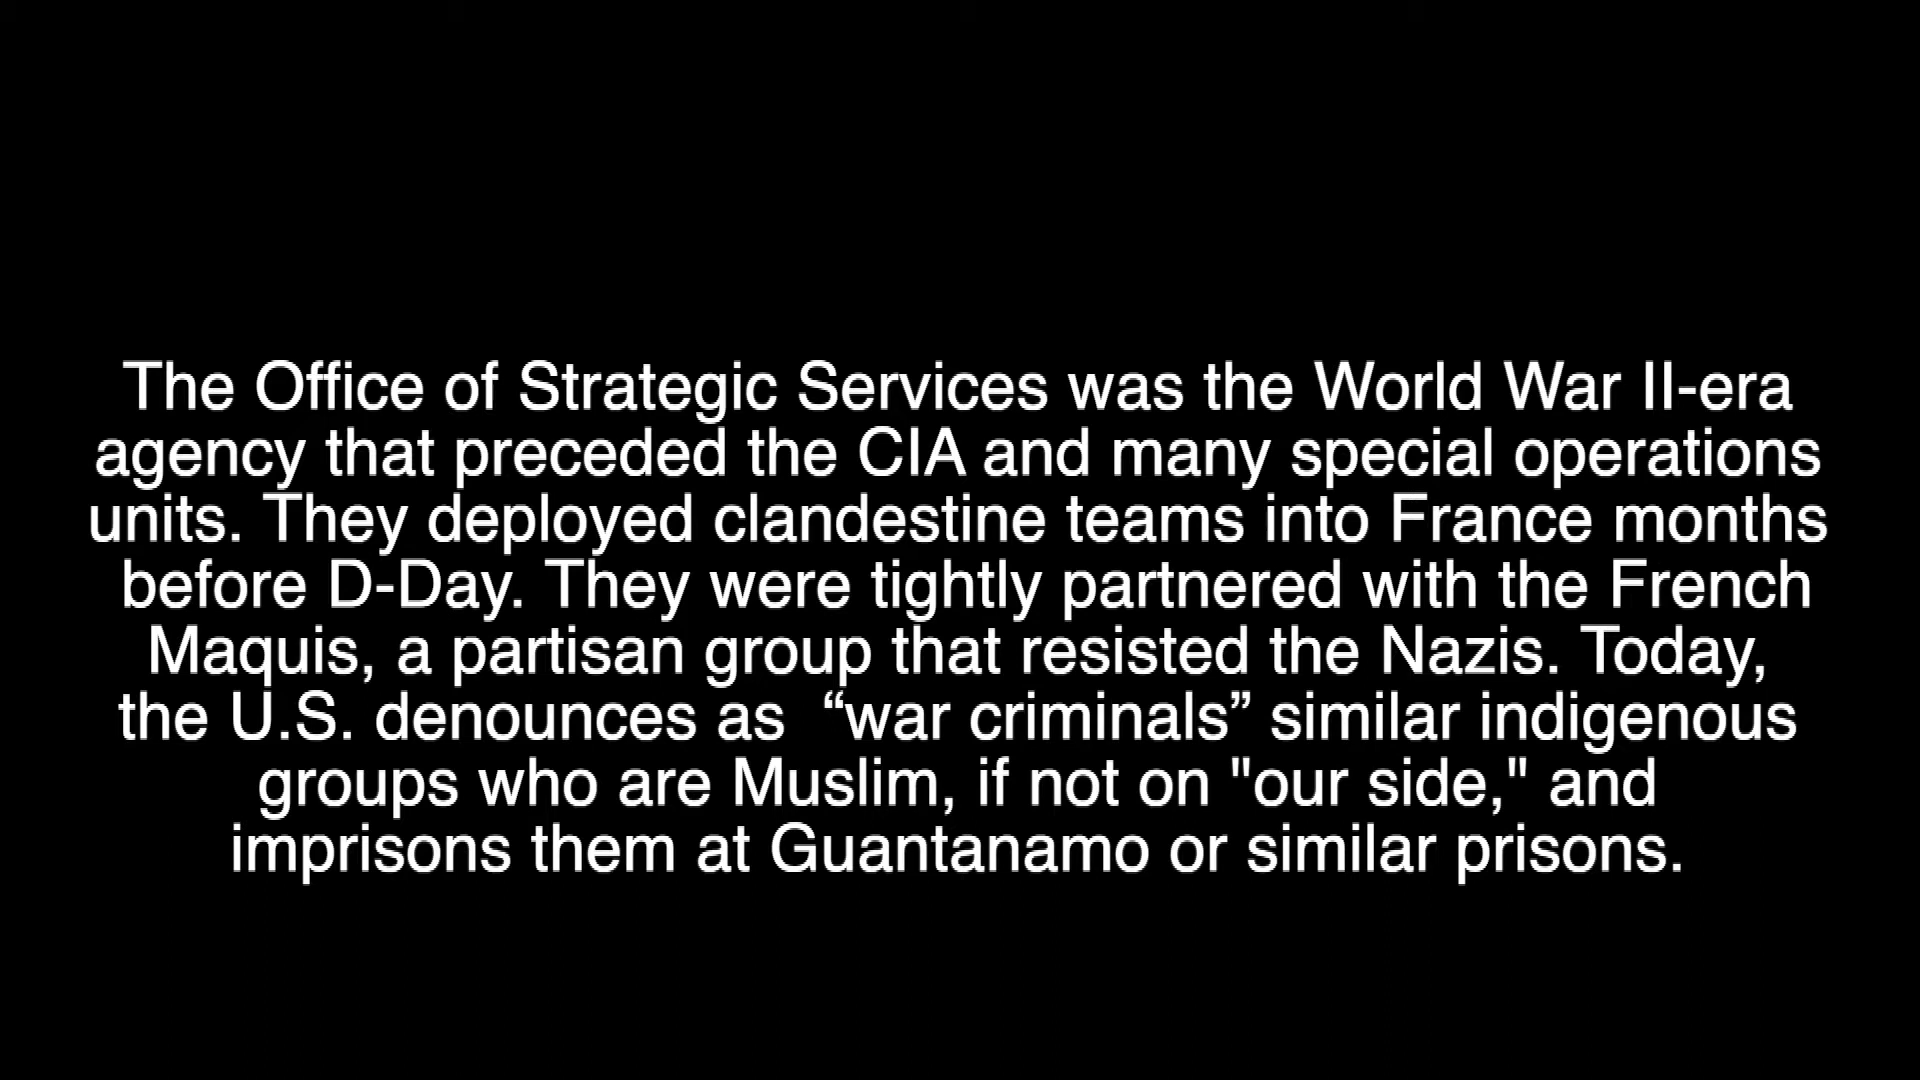 The Office of Strategic Services was the World War II-era
agency that preceded the CIA and many special operations
units. They deployed clandestine teams into France months
before D-Day. They were tightly partnered with the French
Maquis, a partisan group that resisted the Nazis. Today,
the U.S. denounces as  “war criminals” similar indigenous
groups who are Muslim, if not on "our side," and
imprisons them at Guantanamo or similar prisons.